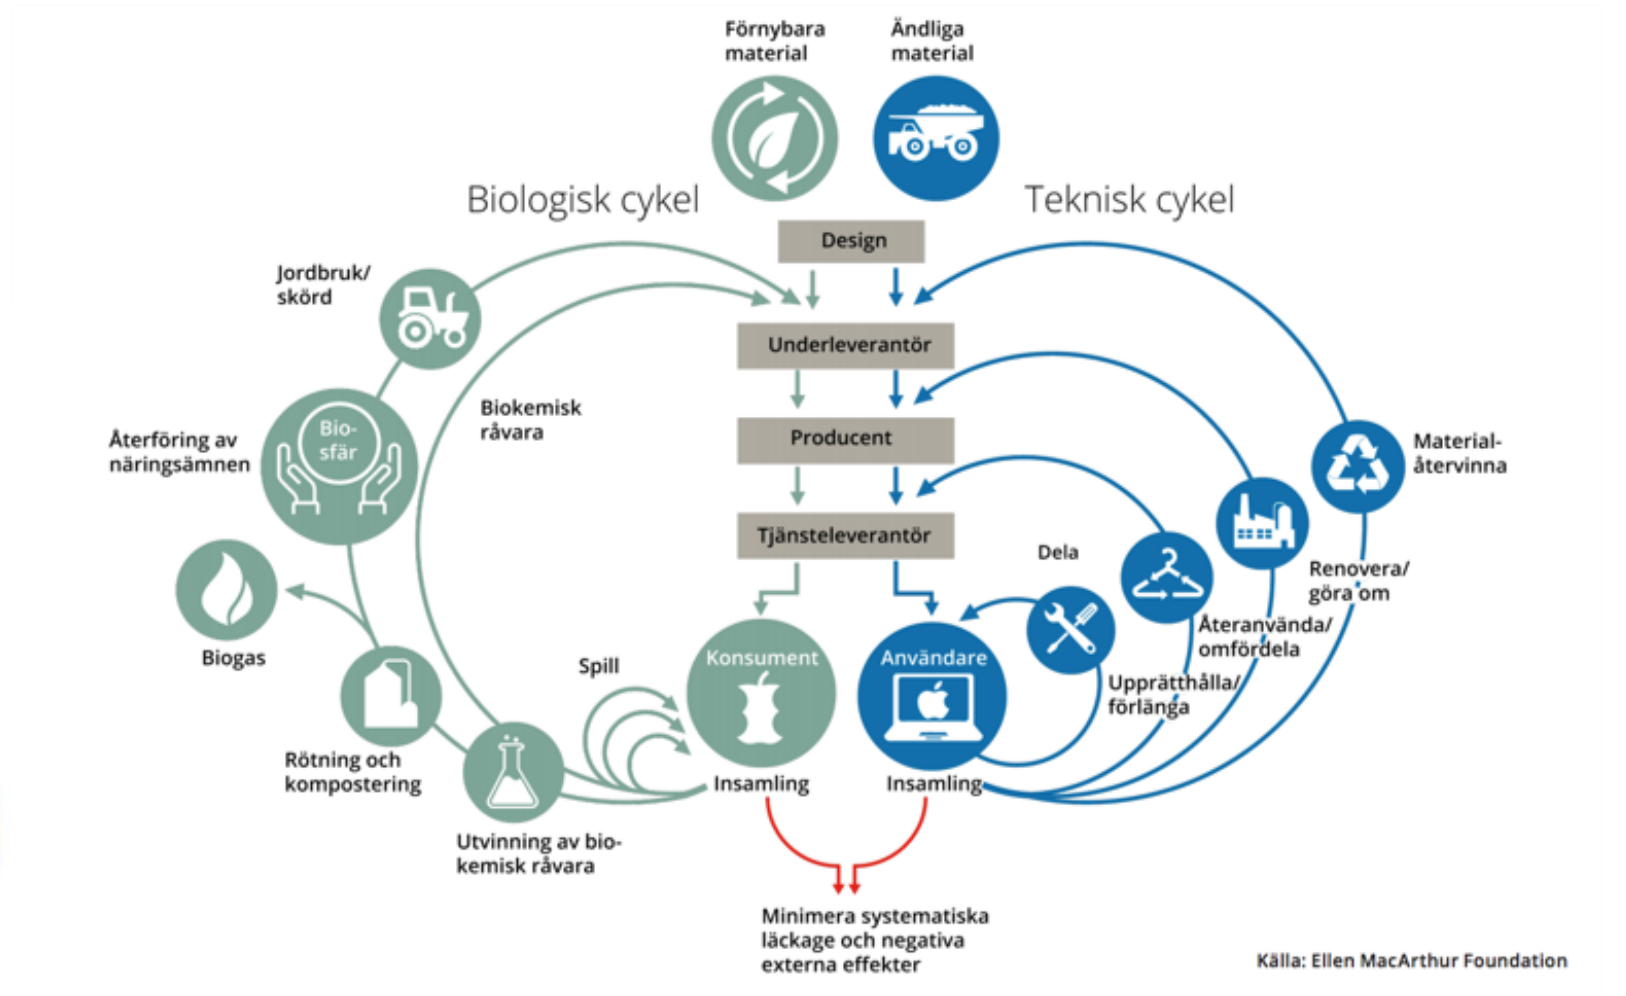 Förnybara
material
Ändliga
material
Biologisk cykel
Teknisk cykel
Design
Jordbruk/
skörd
Underleverantör
Biokemisk
råvara
Bio-
sfär
Återföring av
näringsämnen
Producent
Material-
återvinna
Tjänsteleverantör
Dela
Renovera/
göra om
Återanvända/
omfördela
Biogas
Spill
Konsument
Användare
Upprätthålla/
förlänga
Rötning och
kompostering
Insamling
Insamling
Utvinning av bio-
kemisk råvara
Minimera systematiska
läckage och negativa
externa effekter
Källa: Ellen MacArthur Foundation